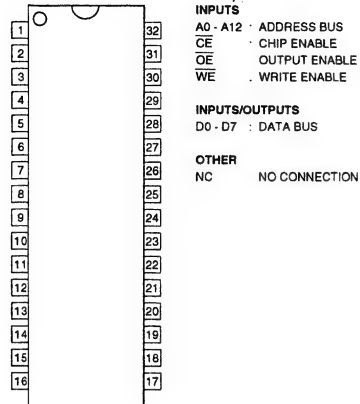 INPUTS
A0 - A12 · ADDRESS BUS
CE · CHIP ENABLE
OE OUTPUT ENABLE
WE . WRITE ENABLE
INPUTS/OUTPUTS
D0 - D7 : DATA BUS
OTHER
NC NO CONNECTION
1 32
2 31
3 30
4 29
5 28
6 27
7 26
8 25
9 24
10 23
11 22
12 21
13 20
14 19
15 18
16 17